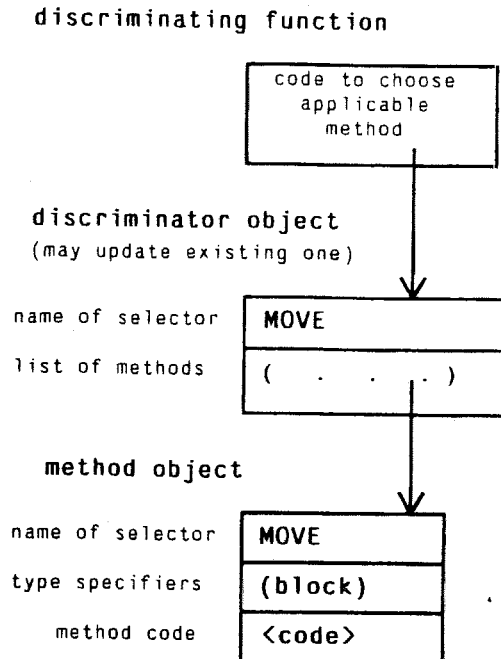 discriminating function
code to choose
applicable
method
discriminator object
(may update existing one)
name of selector MOVE
list of methods ( . . . )
method object
name of selector MOVE
type specifiers (block)
method code <code>